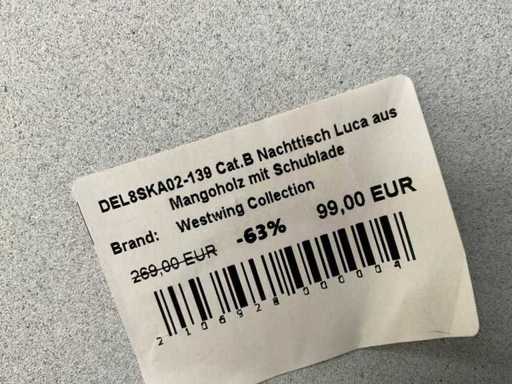 DEL8SKA02-139 Cat.B Nachttisch Luca aus
Mangoholz mit Schublade
Brand: Westwing Collection
269,00 EUR -63% 99,00 EUR
2106928000004